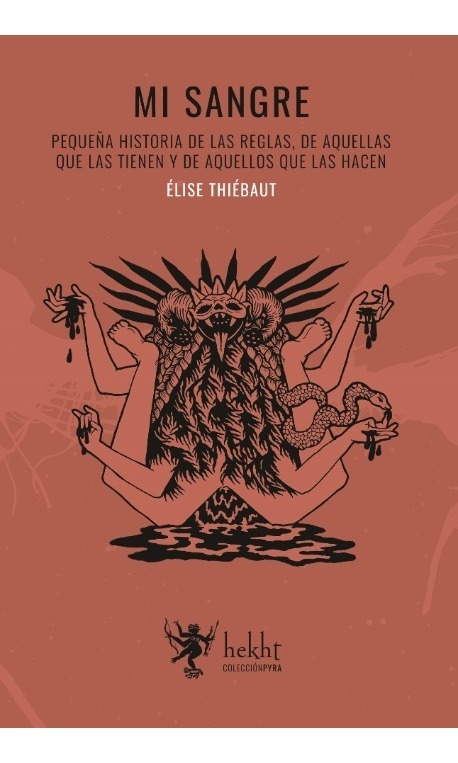 MI SANGRE
PEQUEÑA HISTORIA DE LAS REGLAS, DE AQUELLAS
QUE LAS TIENEN Y DE AQUELLOS QUE LAS HACEN
ÉLISE THIÉBAUT
hekht
COLECCIÓNPYRA